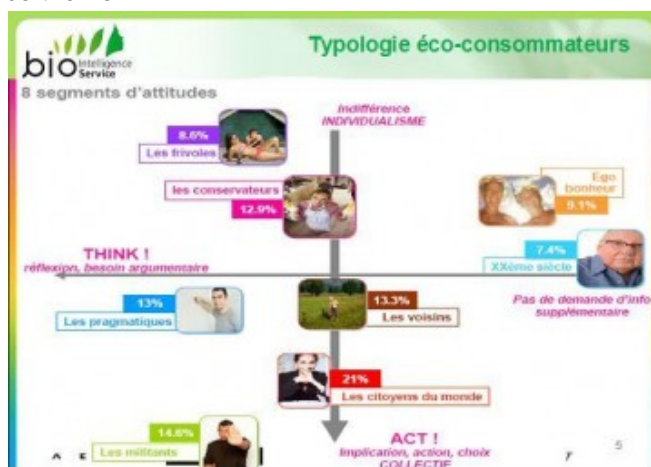 bio Intelligence
Service
Typologie éco-consommateurs
8 segments d'attitudes
Indifférence
INDIVIDUALISME
8.6%
Les frivoles
les conservateurs
12.9%
Ego
bonheur
9.1%
THINK !
réflexion, besoin argumentaire
7.4%
XXème siècle
Pas de demande d'info
supplémentaire
13%
Les pragmatiques
13.3%
Les voisins
21%
Les citoyens du monde
14.6%
Les militants
ACT !
Implication, action, choix
COLLECTIF
5